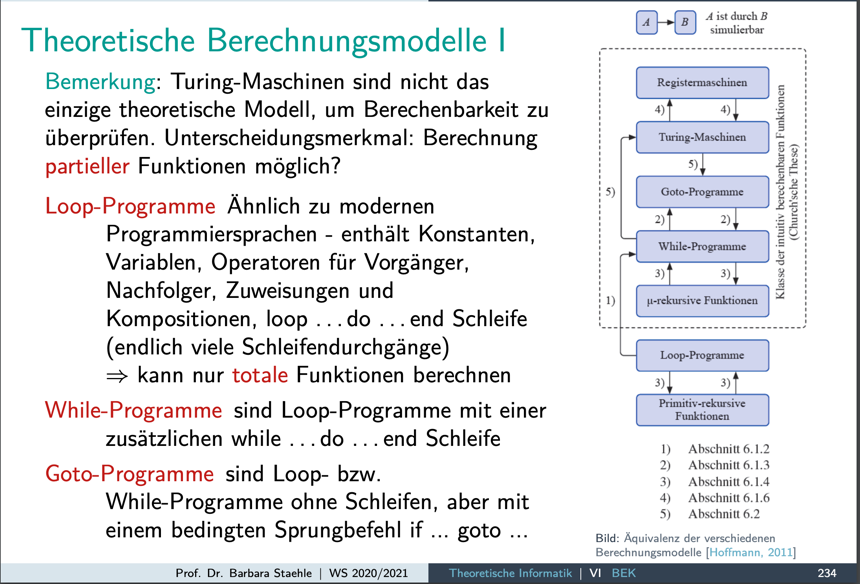 Theoretische Berechnungsmodelle I
Bemerkung: Turing-Maschinen sind nicht das
einzige theoretische Modell, um Berechenbarkeit zu
überprüfen. Unterscheidungsmerkmal: Berechnung
partieller Funktionen möglich?
Loop-Programme Ähnlich zu modernen
Programmiersprachen - enthält Konstanten,
Variablen, Operatoren für Vorgänger,
Nachfolger, Zuweisungen und
Kompositionen, loop ...do ...end Schleife
(endlich viele Schleifendurchgänge)
⇒ kann nur totale Funktionen berechnen
While-Programme sind Loop-Programme mit einer
zusätzlichen while ...do ...end Schleife
Goto-Programme sind Loop- bzw.
While-Programme ohne Schleifen, aber mit
einem bedingten Sprungbefehl if ... goto ...
A B A ist durch B
simulierbar
Registermaschinen
4) 4)
Turing-Maschinen
5)
Goto-Programme
5)
2) 2)
While-Programme
3) 3)
μ-rekursive Funktionen
1)
Loop-Programme
3) 3)
Primitiv-rekursive
Funktionen
Klasse der intuitiv berechenbaren Funktionen
(Church'sche These)
1) Abschnitt 6.1.2
2) Abschnitt 6.1.3
3) Abschnitt 6.1.4
4) Abschnitt 6.1.6
5) Abschnitt 6.2
Bild: Äquivalenz der verschiedenen
Berechnungsmodelle [Hoffmann, 2011]
Prof. Dr. Barbara Staehle | WS 2020/2021 Theoretische Informatik | VI BEK 234